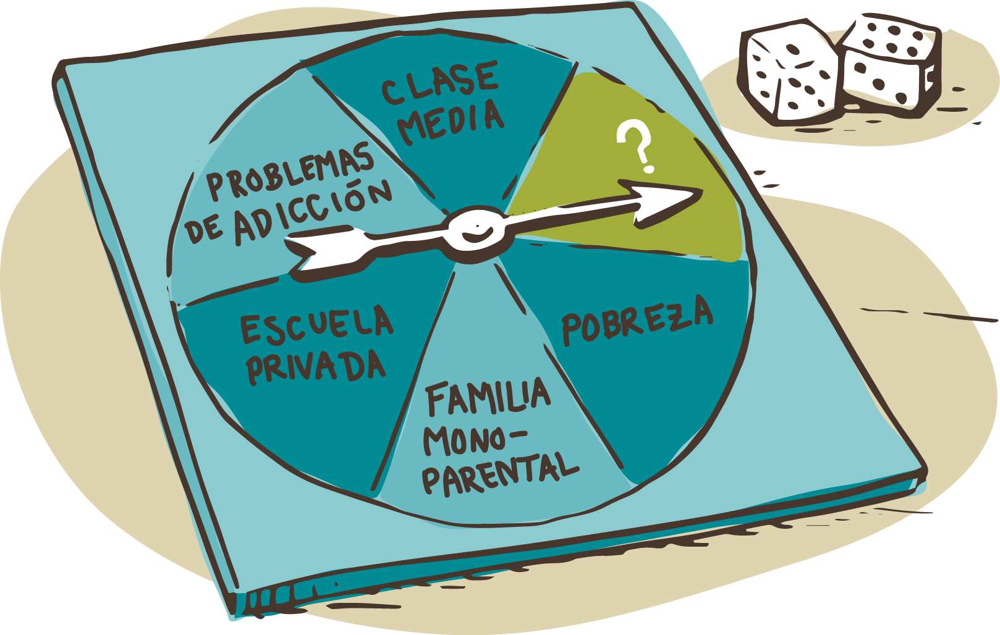 CLASE
MEDIA
?
PROBLEMAS
DE ADICCIÓN
ESCUELA
PRIVADA
FAMILIA
MONO-
PARENTAL
POBREZA